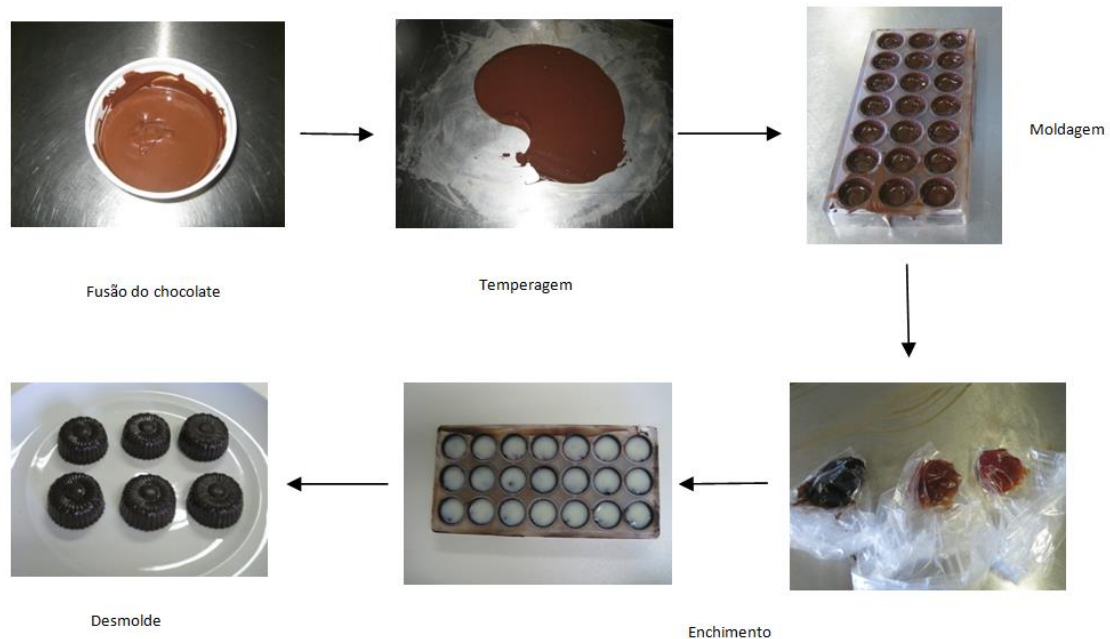 Fusão do chocolate
Temperagem
Moldagem
Enchimento
Desmolde